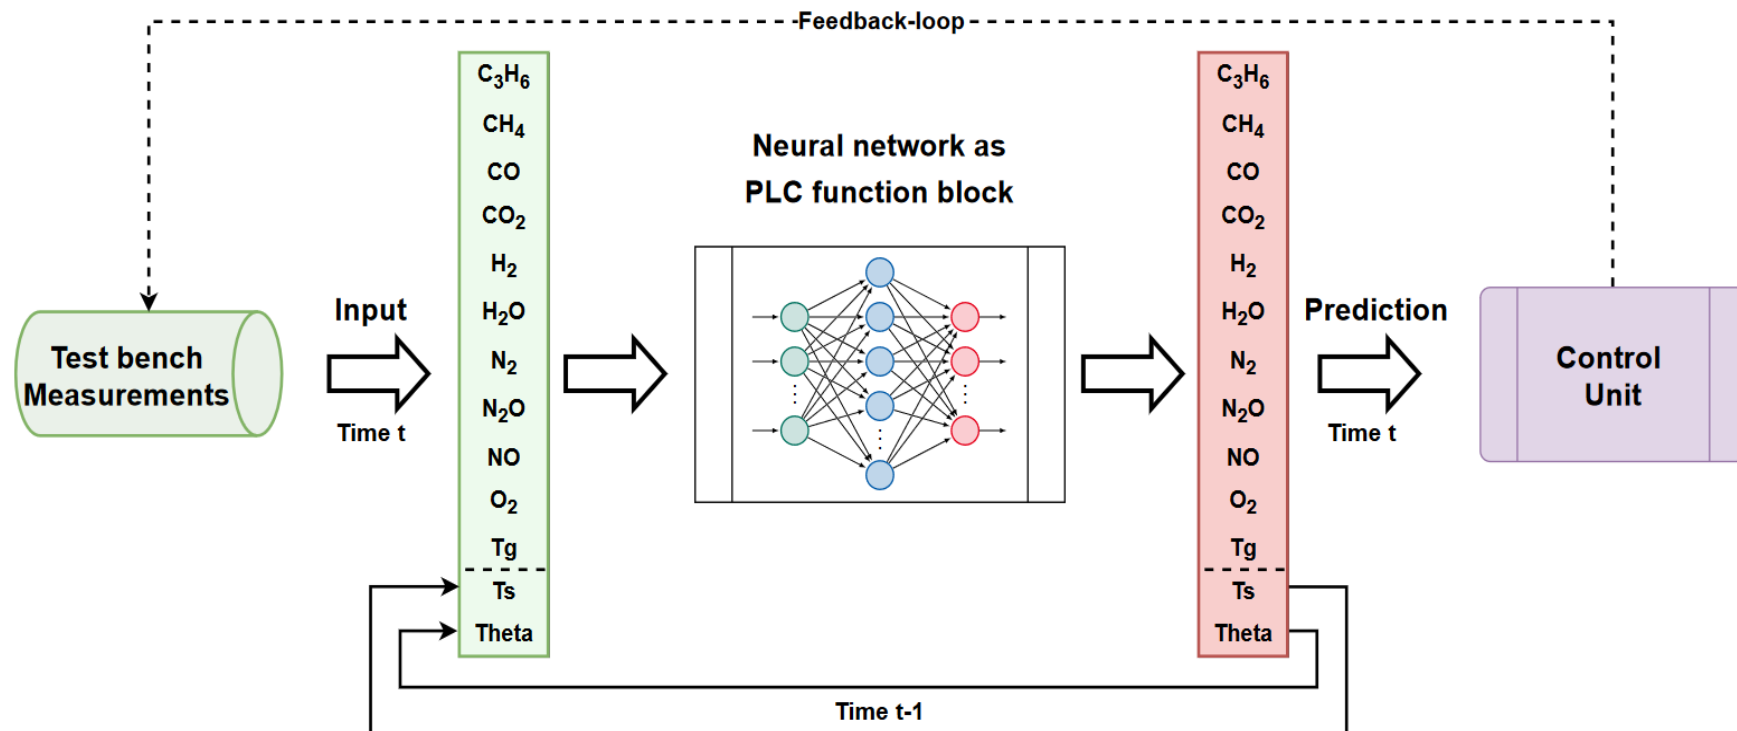 Feedback-loop
C₃H₆
CH₄
CO
CO₂
H₂
H₂O
N₂
N₂O
NO
O₂
Tg
Ts
Theta
Neural network as
PLC function block
C₃H₆
CH₄
CO
CO₂
H₂
H₂O
N₂
N₂O
NO
O₂
Tg
Ts
Theta
Test bench
Measurements
Input
Time t
Prediction
Time t
Control
Unit
Time t-1